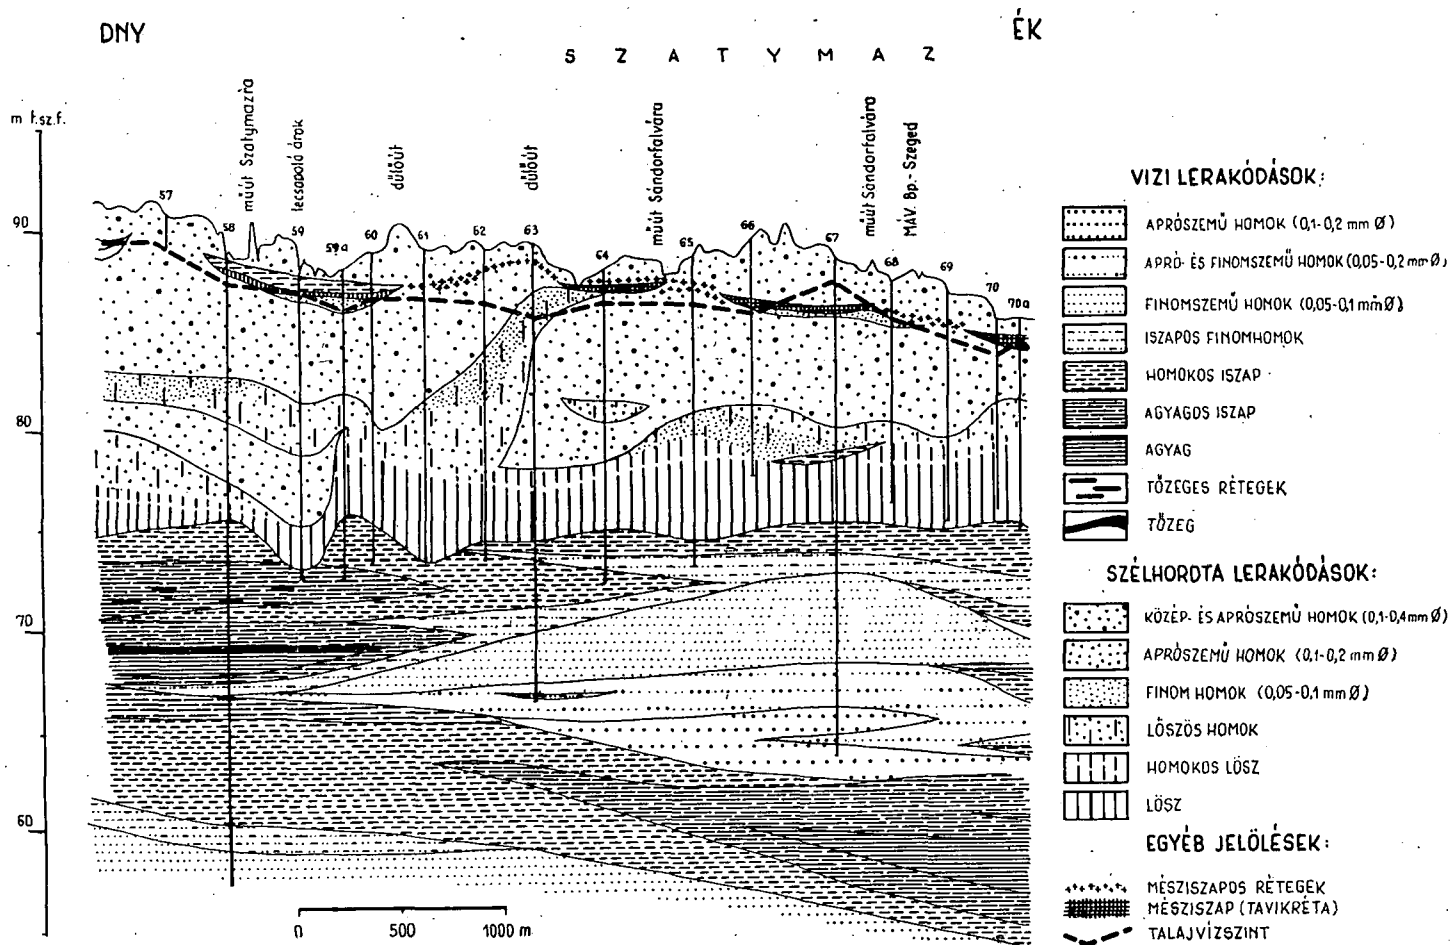 DNY
ÉK
S Z A T Y M A Z
m f.sz.f.
műút Szatymazra
lecsapoló árok
dűlőút
dűlőút
műút Sándorfalvára
műút Sándorfalvára
MÁV. Bp.-Szeged
57
58
59
59a
60
61
62
63
64
65
66
67
68
69
70
70a
90
80
70
60
0 500 1000 m
VIZI LERAKÓDÁSOK:
APRÓSZEMŰ HOMOK (0,1-0,2 mm Ø)
APRÓ- ÉS FINOMSZEMŰ HOMOK (0,05-0,2 mm Ø)
FINOMSZEMŰ HOMOK (0,05-0,1 mm Ø)
ISZAPOS FINOMHOMOK
HOMOKOS ISZAP
AGYAGOS ISZAP
AGYAG
TŐZEGES RÉTEGEK
TŐZEG
SZÉLHORDTA LERAKÓDÁSOK:
KÖZÉP- ÉS APRÓSZEMŰ HOMOK (0,1-0,4 mm Ø)
APRÓSZEMŰ HOMOK (0,1-0,2 mm Ø)
FINOM HOMOK (0,05-0,1 mm Ø)
LÖSZÖS HOMOK
HOMOKOS LÖSZ
LÖSZ
EGYÉB JELÖLÉSEK:
MÉSZISZAPOS RÉTEGEK
MÉSZISZAP (TAVIKRÉTA)
TALAJVÍZSZINT